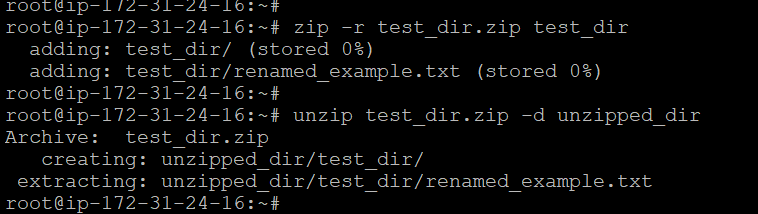 root@ip-172-31-24-16:~#
root@ip-172-31-24-16:~# zip -r test_dir.zip test_dir
  adding: test_dir/ (stored 0%)
  adding: test_dir/renamed_example.txt (stored 0%)
root@ip-172-31-24-16:~#
root@ip-172-31-24-16:~# unzip test_dir.zip -d unzipped_dir
Archive:  test_dir.zip
   creating: unzipped_dir/test_dir/
 extracting: unzipped_dir/test_dir/renamed_example.txt
root@ip-172-31-24-16:~#